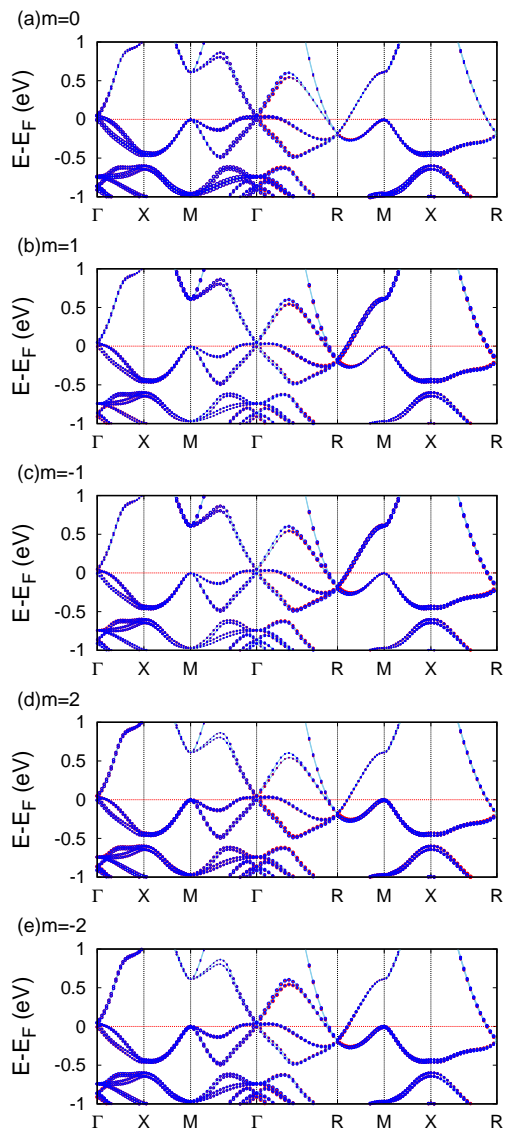 (a)m=0
1
0.5
0
-0.5
-1
E-E_F (eV)
Γ X M Γ R M X R
(b)m=1
1
0.5
0
-0.5
-1
E-E_F (eV)
Γ X M Γ R M X R
(c)m=-1
1
0.5
0
-0.5
-1
E-E_F (eV)
Γ X M Γ R M X R
(d)m=2
1
0.5
0
-0.5
-1
E-E_F (eV)
Γ X M Γ R M X R
(e)m=-2
1
0.5
0
-0.5
-1
E-E_F (eV)
Γ X M Γ R M X R